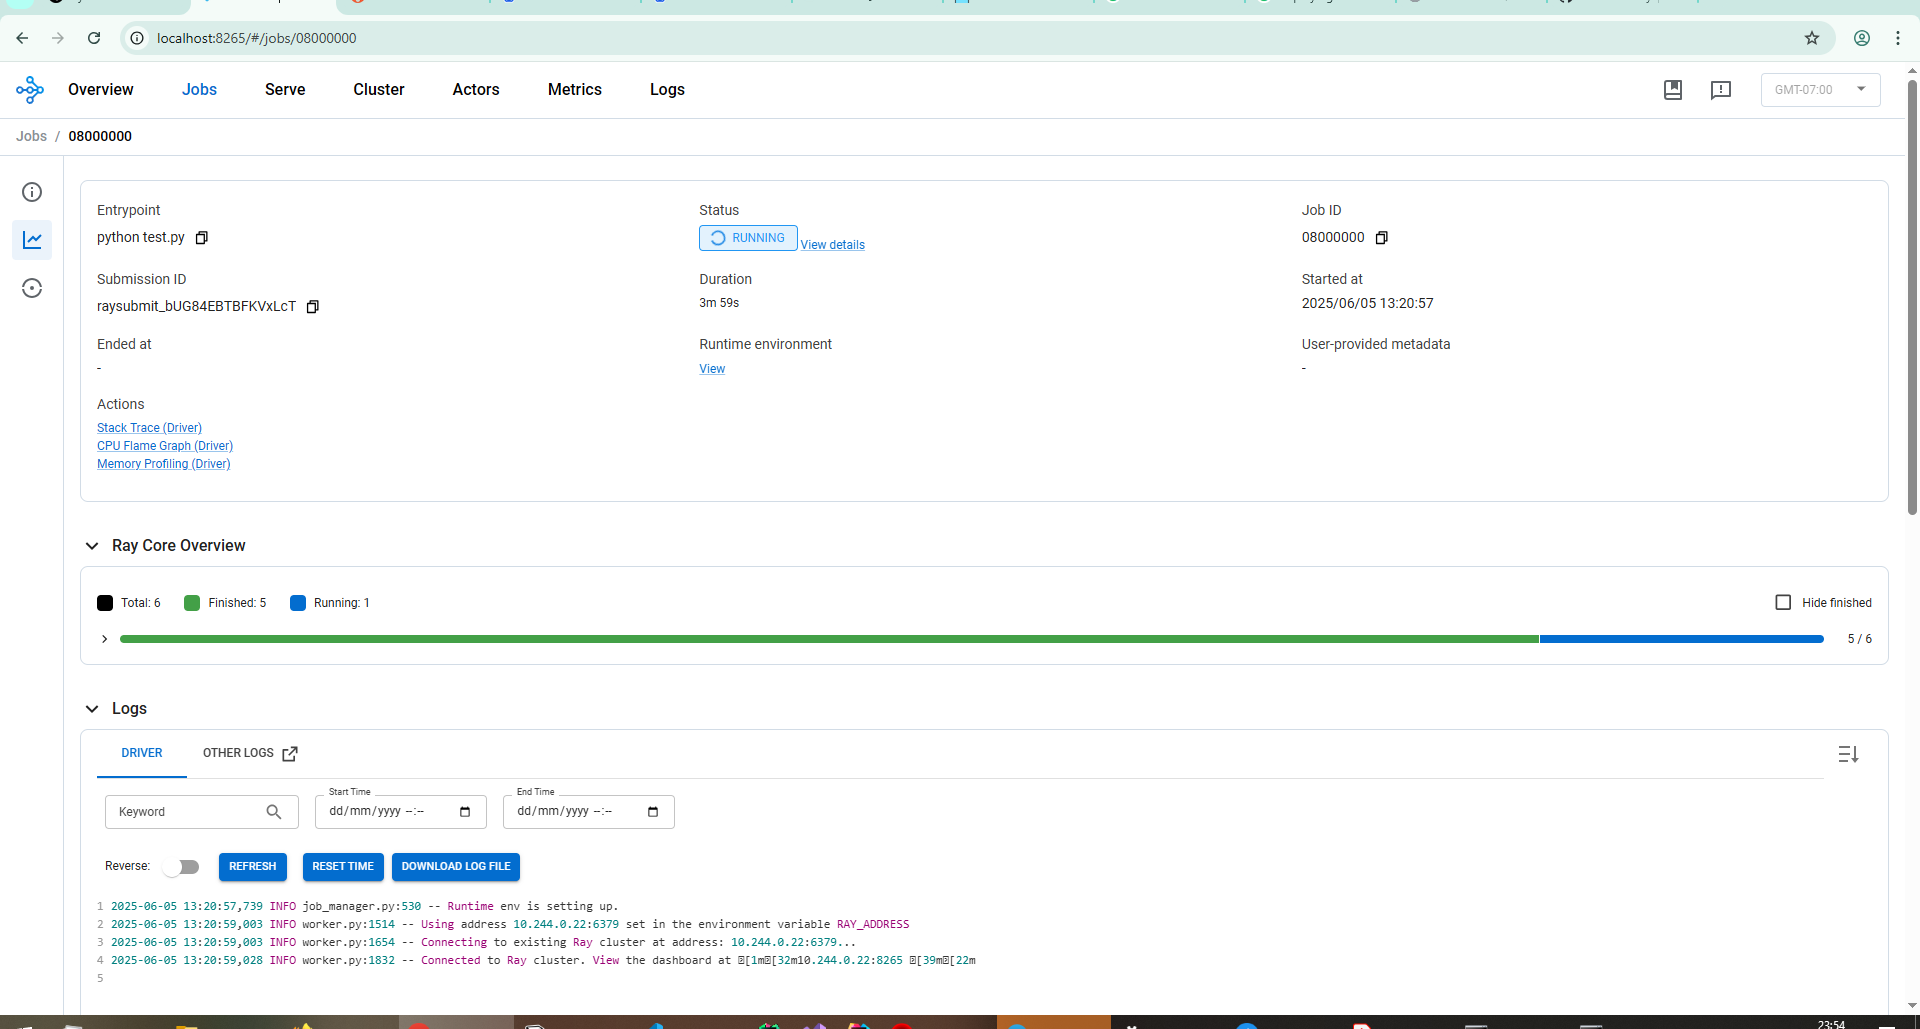 localhost:8265/#/jobs/08000000
Overview Jobs Serve Cluster Actors Metrics Logs GMT-07:00
Jobs / 08000000
Entrypoint Status Job ID
python test.py RUNNING View details 08000000
Submission ID Duration Started at
raysubmit_bUG84EBTBFKVxLcT 3m 59s 2025/06/05 13:20:57
Ended at Runtime environment User-provided metadata
- View -
Actions
Stack Trace (Driver)
CPU Flame Graph (Driver)
Memory Profiling (Driver)
Ray Core Overview
Total: 6 Finished: 5 Running: 1 Hide finished
5 / 6
Logs
DRIVER OTHER LOGS
Start Time End Time
Keyword dd/mm/yyyy --:-- dd/mm/yyyy --:--
Reverse: REFRESH RESET TIME DOWNLOAD LOG FILE
1 2025-06-05 13:20:57,739 INFO job_manager.py:530 -- Runtime env is setting up.
2 2025-06-05 13:20:59,003 INFO worker.py:1514 -- Using address 10.244.0.22:6379 set in the environment variable RAY_ADDRESS
3 2025-06-05 13:20:59,003 INFO worker.py:1654 -- Connecting to existing Ray cluster at address: 10.244.0.22:6379...
4 2025-06-05 13:20:59,028 INFO worker.py:1832 -- Connected to Ray cluster. View the dashboard at [1m[32m10.244.0.22:8265 [39m[22m
5
23:54